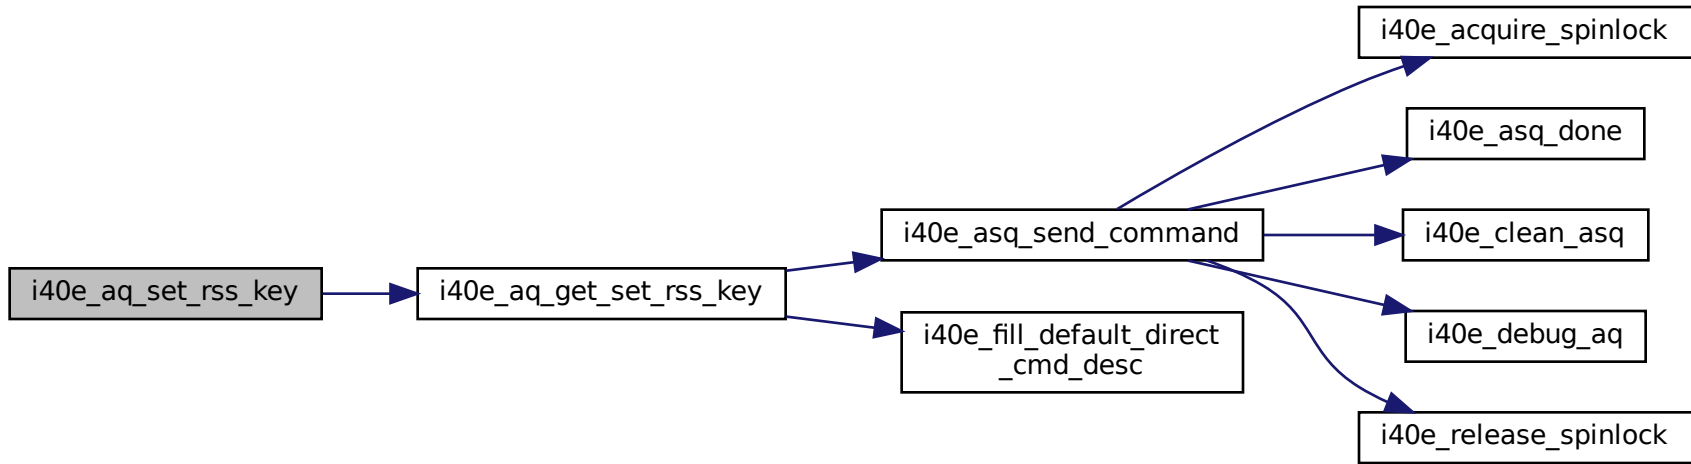 i40e_acquire_spinlock
i40e_asq_done
i40e_asq_send_command
i40e_clean_asq
i40e_aq_set_rss_key
i40e_aq_get_set_rss_key
i40e_fill_default_direct
_cmd_desc
i40e_debug_aq
i40e_release_spinlock